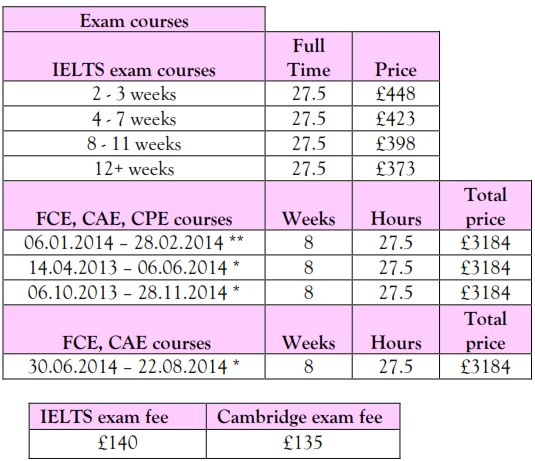 Exam courses
Full
IELTS exam courses Time Price
2 - 3 weeks 27.5 £448
4 - 7 weeks 27.5 £423
8 - 11 weeks 27.5 £398
12+ weeks 27.5 £373
Total
FCE, CAE, CPE courses Weeks Hours price
06.01.2014 – 28.02.2014 ** 8 27.5 £3184
14.04.2013 – 06.06.2014 * 8 27.5 £3184
06.10.2013 – 28.11.2014 * 8 27.5 £3184
Total
FCE, CAE courses Weeks Hours price
30.06.2014 – 22.08.2014 * 8 27.5 £3184
IELTS exam fee Cambridge exam fee
£140 £135